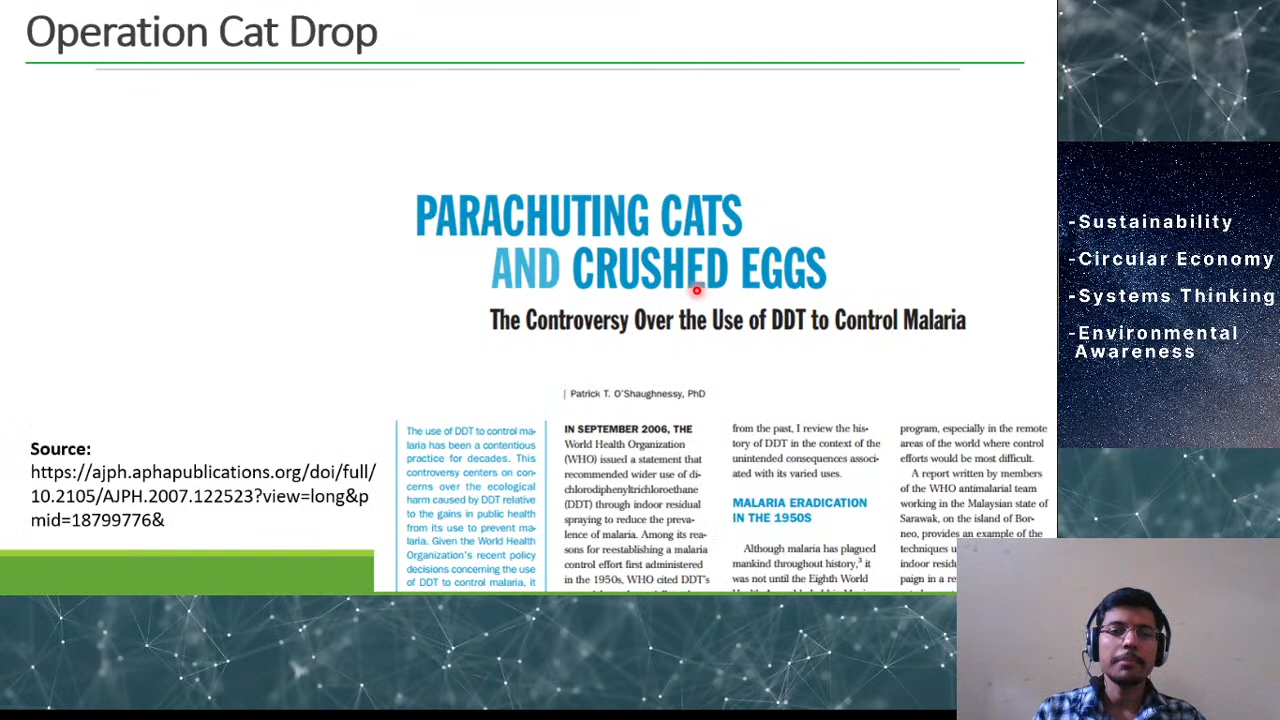 Operation Cat Drop
PARACHUTING CATS
AND CRUSHED EGGS
The Controversy Over the Use of DDT to Control Malaria
| Patrick T. O'Shaughnessy, PhD
The use of DDT to control ma-
laria has been a contentious
practice for decades. This
controversy centers on con-
cerns over the ecological
harm caused by DDT relative
to the gains in public health
from its use to prevent ma-
laria. Given the World Health
Organization's recent policy
decisions concerning the use
of DDT to control malaria, it
IN SEPTEMBER 2006, THE
World Health Organization
(WHO) issued a statement that
recommended wider use of di-
chlorodiphenyltrichloroethane
(DDT) through indoor residual
spraying to reduce the preva-
lence of malaria. Among its rea-
sons for reestablishing a malaria
control effort first administered
in the 1950s, WHO cited DDT's
from the past, I review the his-
tory of DDT in the context of the
unintended consequences associ-
ated with its varied uses.
MALARIA ERADICATION
IN THE 1950S
Although malaria has plagued
mankind throughout history,3 it
was not until the Eighth World
program, especially in the remote
areas of the world where control
efforts would be most difficult.
A report written by members
of the WHO antimalarial team
working in the Malaysian state of
Sarawak, on the island of Bor-
neo, provides an example of the
techniques u
indoor resid
paign in a re
Source:
https://ajph.aphapublications.org/doi/full/
10.2105/AJPH.2007.122523?view=long&p
mid=18799776&
-Sustainability
-Circular Economy
-Systems Thinking
-Environmental
Awareness